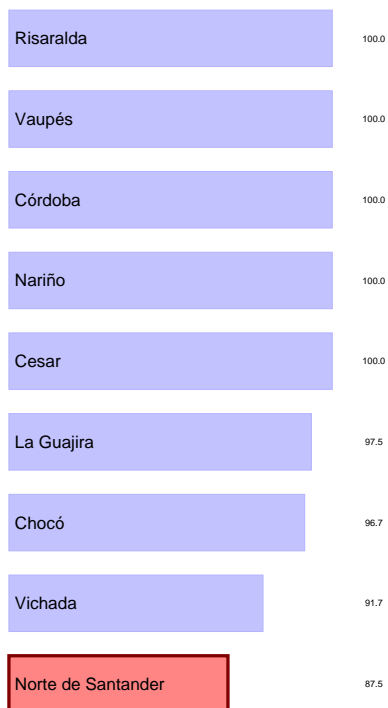 Risaralda 100.0
Vaupés 100.0
Córdoba 100.0
Nariño 100.0
Cesar 100.0
La Guajira 97.5
Chocó 96.7
Vichada 91.7
Norte de Santander 87.5